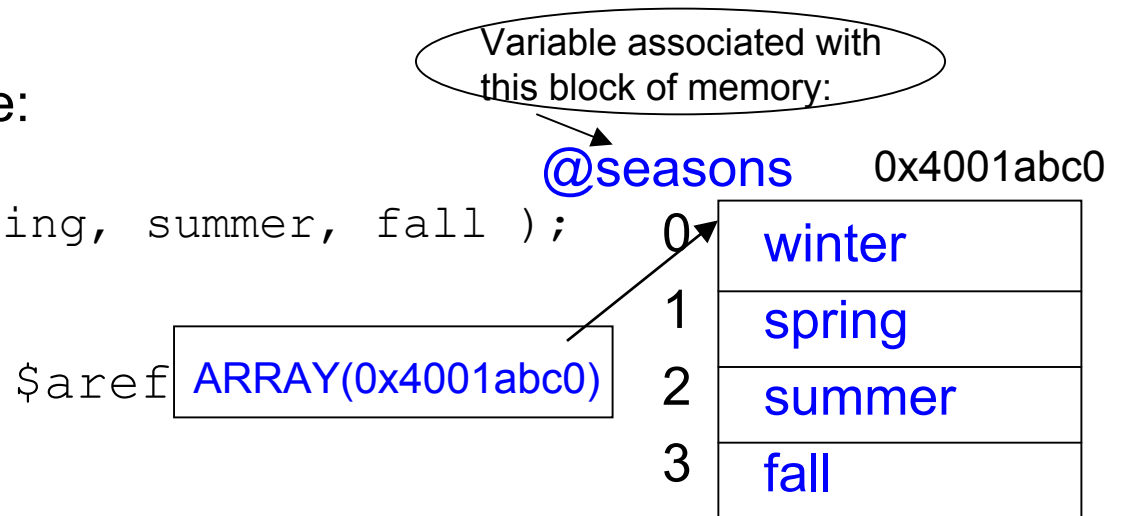 Variable associated with
this block of memory:
e:
@seasons 0x4001abc0
ing, summer, fall );
0 winter
1 spring
$aref ARRAY(0x4001abc0)
2 summer
3 fall